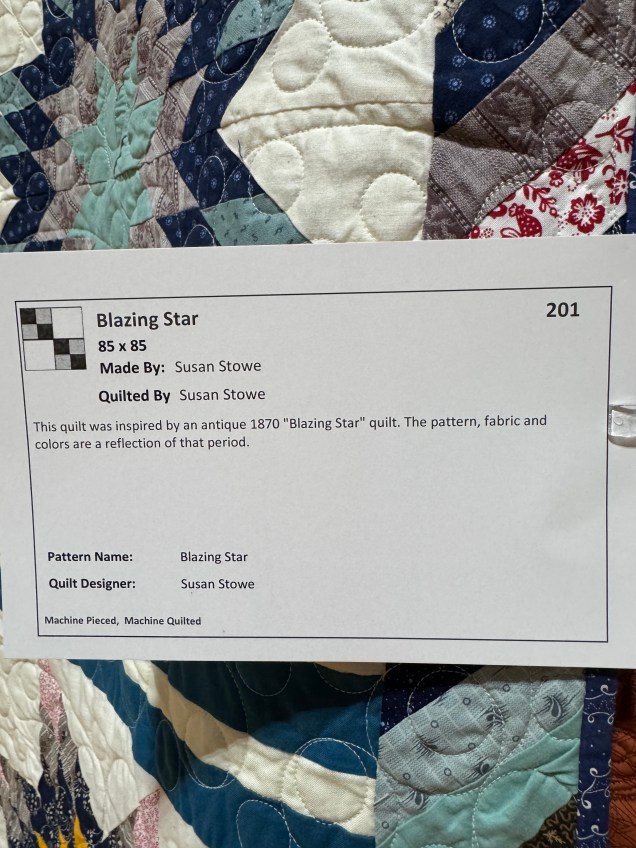 Blazing Star 201
85 x 85
Made By: Susan Stowe
Quilted By Susan Stowe
This quilt was inspired by an antique 1870 "Blazing Star" quilt. The pattern, fabric and
colors are a reflection of that period.
Pattern Name: Blazing Star
Quilt Designer: Susan Stowe
Machine Pieced, Machine Quilted